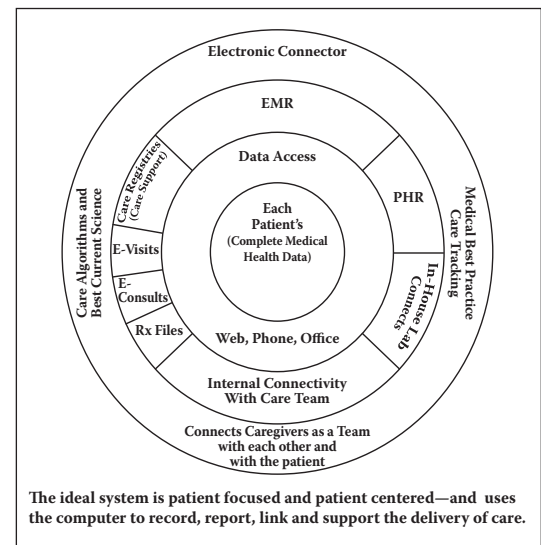 Electronic Connector
EMR
Data Access
Care Registries
(Care Support)
PHR
Each
Patient's
(Complete Medical
Health Data)
Care Algorithms and
Best Current Science
Medical Best Practice
Care Tracking
E-Visits
E-
Consults
Rx Files
In-House Lab
Connects
Web, Phone, Office
Internal Connectivity
With Care Team
Connects Caregivers as a Team
with each other and
with the patient
The ideal system is patient focused and patient centered—and uses
the computer to record, report, link and support the delivery of care.